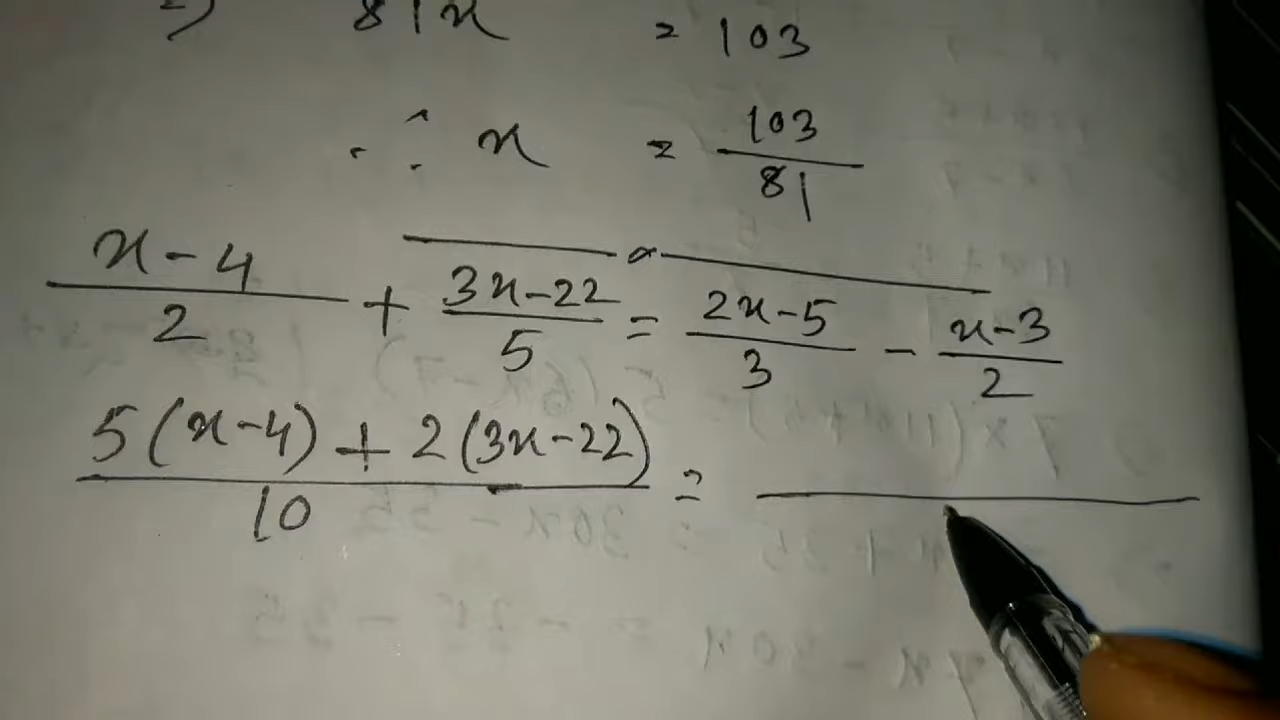 => 81x = 103
∴ x = 103/81
(x-4)/2 + (3x-22)/5 = (2x-5)/3 - (x-3)/2
(5(x-4) + 2(3x-22))/10 =